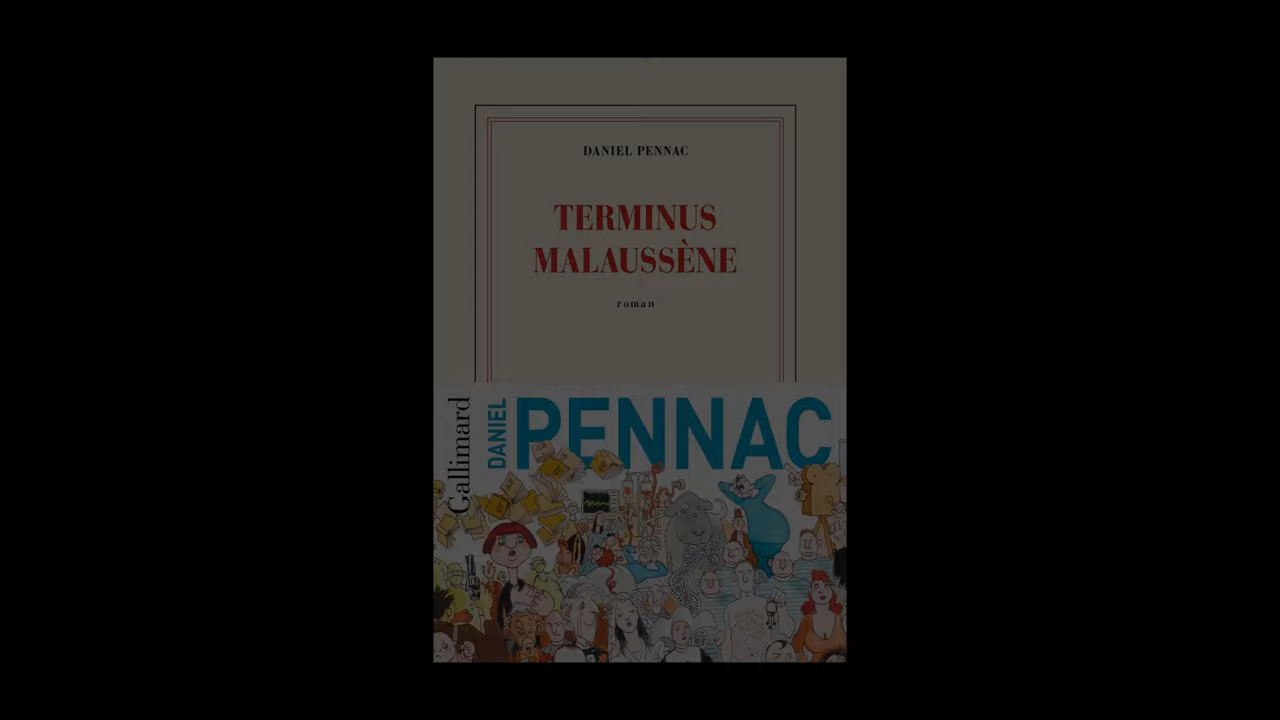 DANIEL PENNAC
TERMINUS
MALAUSSÈNE
roman
Gallimard
DANIEL
PENNAC